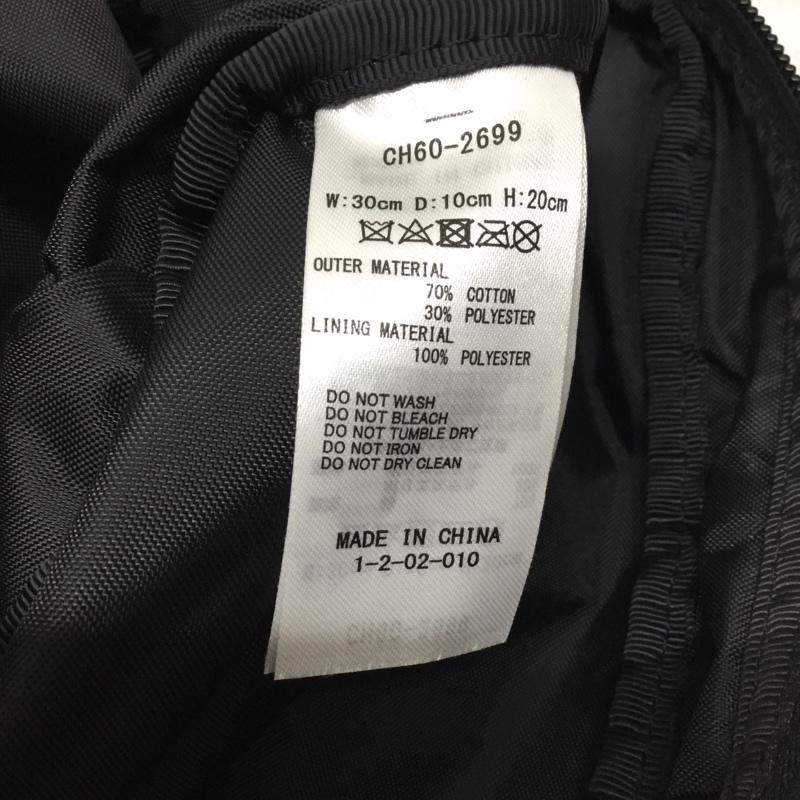 CH60-2699
W:30cm D:10cm H:20cm
OUTER MATERIAL
70% COTTON
30% POLYESTER
LINING MATERIAL
100% POLYESTER
DO NOT WASH
DO NOT BLEACH
DO NOT TUMBLE DRY
DO NOT IRON
DO NOT DRY CLEAN
MADE IN CHINA
1-2-02-010